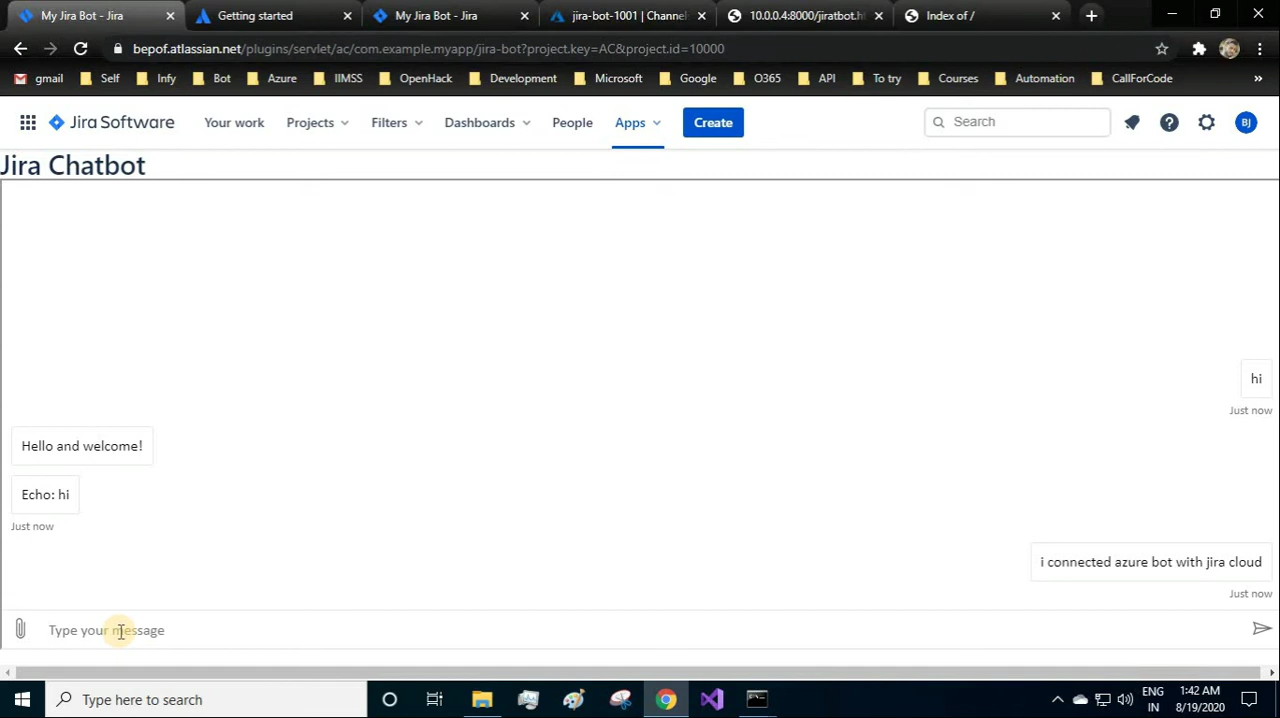 My Jira Bot - Jira
Getting started
My Jira Bot - Jira
jira-bot-1001 | Channel
10.0.0.4:8000/jiratbot.h
Index of /
bepof.atlassian.net/plugins/servlet/ac/com.example.myapp/jira-bot?project.key=AC&project.id=10000
gmail
Self
Infy
Bot
Azure
IIMSS
OpenHack
Development
Microsoft
Google
O365
API
To try
Courses
Automation
CallForCode
»
Jira Software
Your work
Projects
Filters
Dashboards
People
Apps
Create
Search
BJ
Jira Chatbot
hi
Just now
Hello and welcome!
Echo: hi
Just now
i connected azure bot with jira cloud
Just now
Type your message
Type here to search
ENG
IN
1:42 AM
8/19/2020